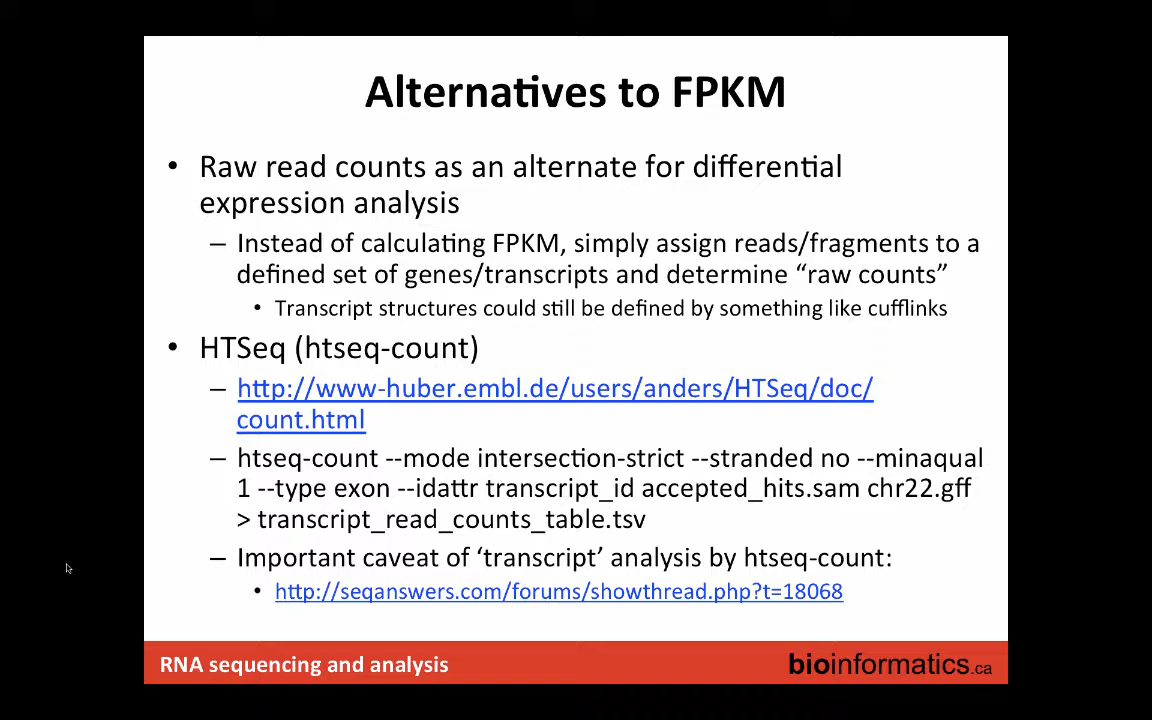 Alternatives to FPKM
• Raw read counts as an alternate for differential
expression analysis
– Instead of calculating FPKM, simply assign reads/fragments to a
defined set of genes/transcripts and determine “raw counts”
• Transcript structures could still be defined by something like cufflinks
• HTSeq (htseq-count)
– http://www-huber.embl.de/users/anders/HTSeq/doc/
count.html
– htseq-count --mode intersection-strict --stranded no --minaqual
1 --type exon --idattr transcript_id accepted_hits.sam chr22.gff
> transcript_read_counts_table.tsv
– Important caveat of ‘transcript’ analysis by htseq-count:
• http://seqanswers.com/forums/showthread.php?t=18068
RNA sequencing and analysis
bioinformatics.ca